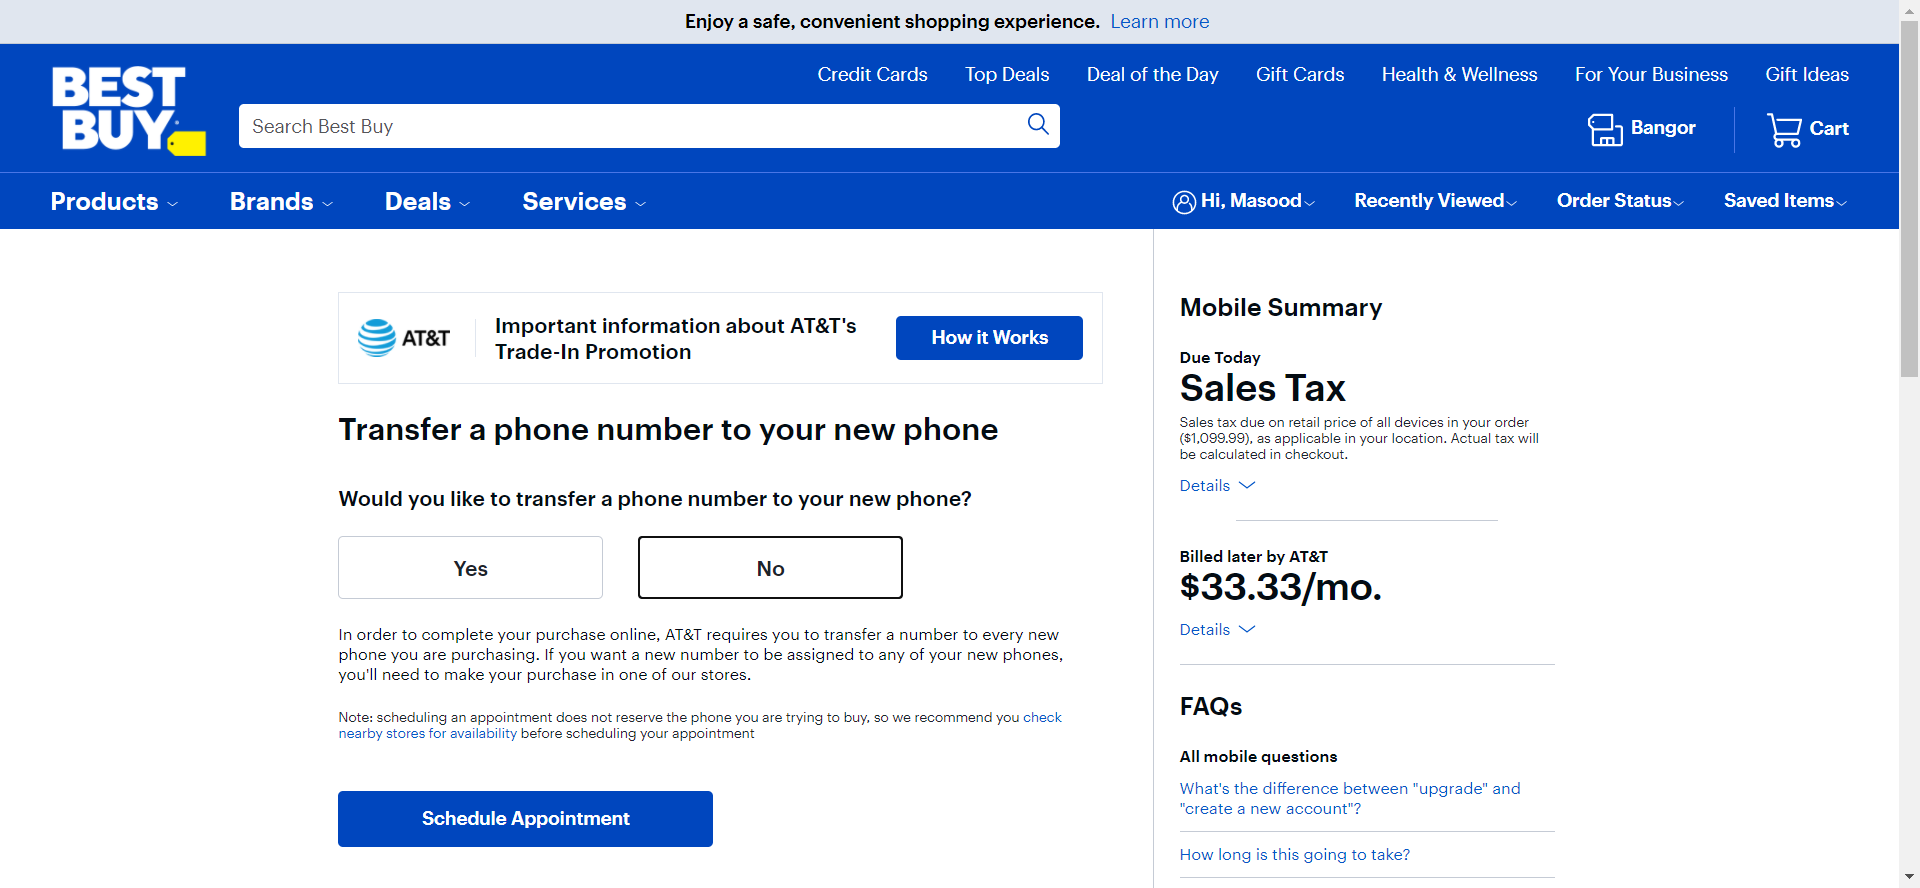 Enjoy a safe, convenient shopping experience. Learn more
BEST
BUY
Credit Cards Top Deals Deal of the Day Gift Cards Health & Wellness For Your Business Gift Ideas
Search Best Buy
Bangor
Cart
Products Brands Deals Services
Hi, Masood Recently Viewed Order Status Saved Items
AT&T
Important information about AT&T's
Trade-In Promotion
How it Works
Transfer a phone number to your new phone
Would you like to transfer a phone number to your new phone?
Yes No
In order to complete your purchase online, AT&T requires you to transfer a number to every new
phone you are purchasing. If you want a new number to be assigned to any of your new phones,
you'll need to make your purchase in one of our stores.
Note: scheduling an appointment does not reserve the phone you are trying to buy, so we recommend you check
nearby stores for availability before scheduling your appointment
Schedule Appointment
Mobile Summary
Due Today
Sales Tax
Sales tax due on retail price of all devices in your order
($1,099.99), as applicable in your location. Actual tax will
be calculated in checkout.
Details
Billed later by AT&T
$33.33/mo.
Details
FAQs
All mobile questions
What's the difference between "upgrade" and
"create a new account"?
How long is this going to take?